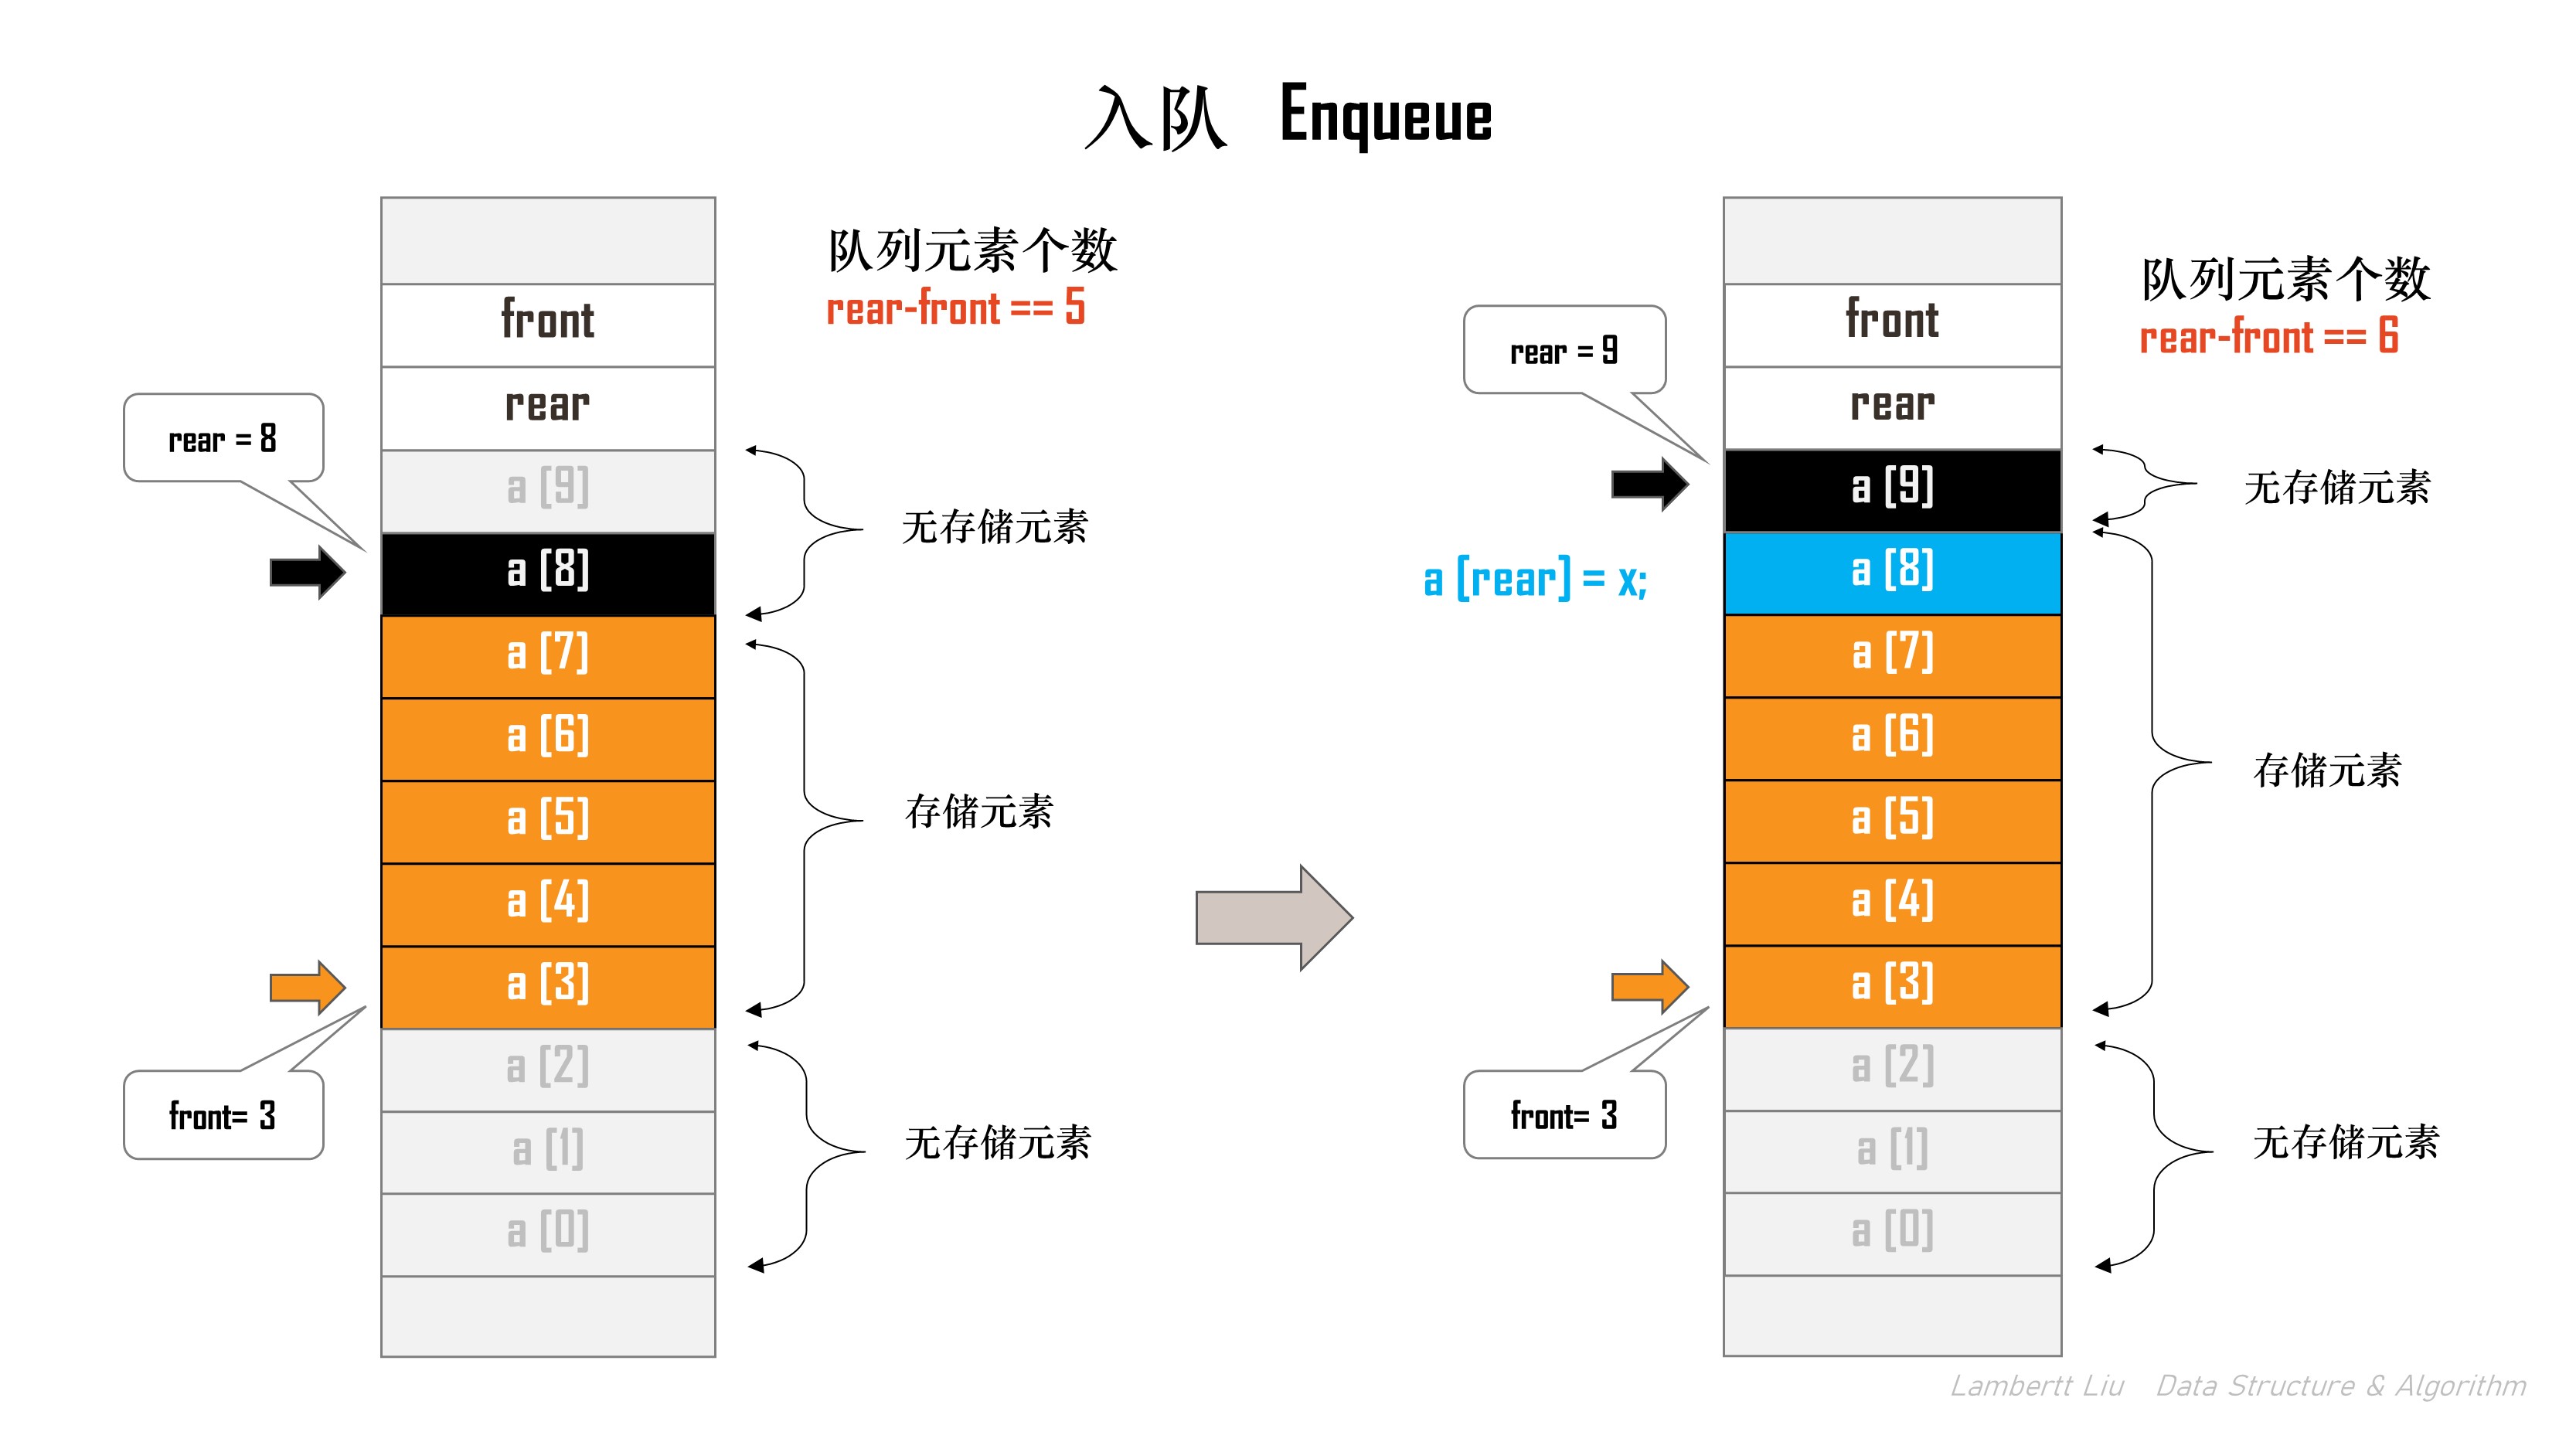 入队 Enqueue
队列元素个数
rear-front == 5
front
rear
rear = 8
a [9]
a [8]
a [7]
a [6]
a [5]
a [4]
a [3]
a [2]
a [1]
a [0]
front= 3
无存储元素
存储元素
无存储元素
队列元素个数
rear-front == 6
front
rear
rear = 9
a [rear] = x;
a [9]
a [8]
a [7]
a [6]
a [5]
a [4]
a [3]
a [2]
a [1]
a [0]
front= 3
无存储元素
存储元素
无存储元素
Lambertt Liu Data Structure & Algorithm